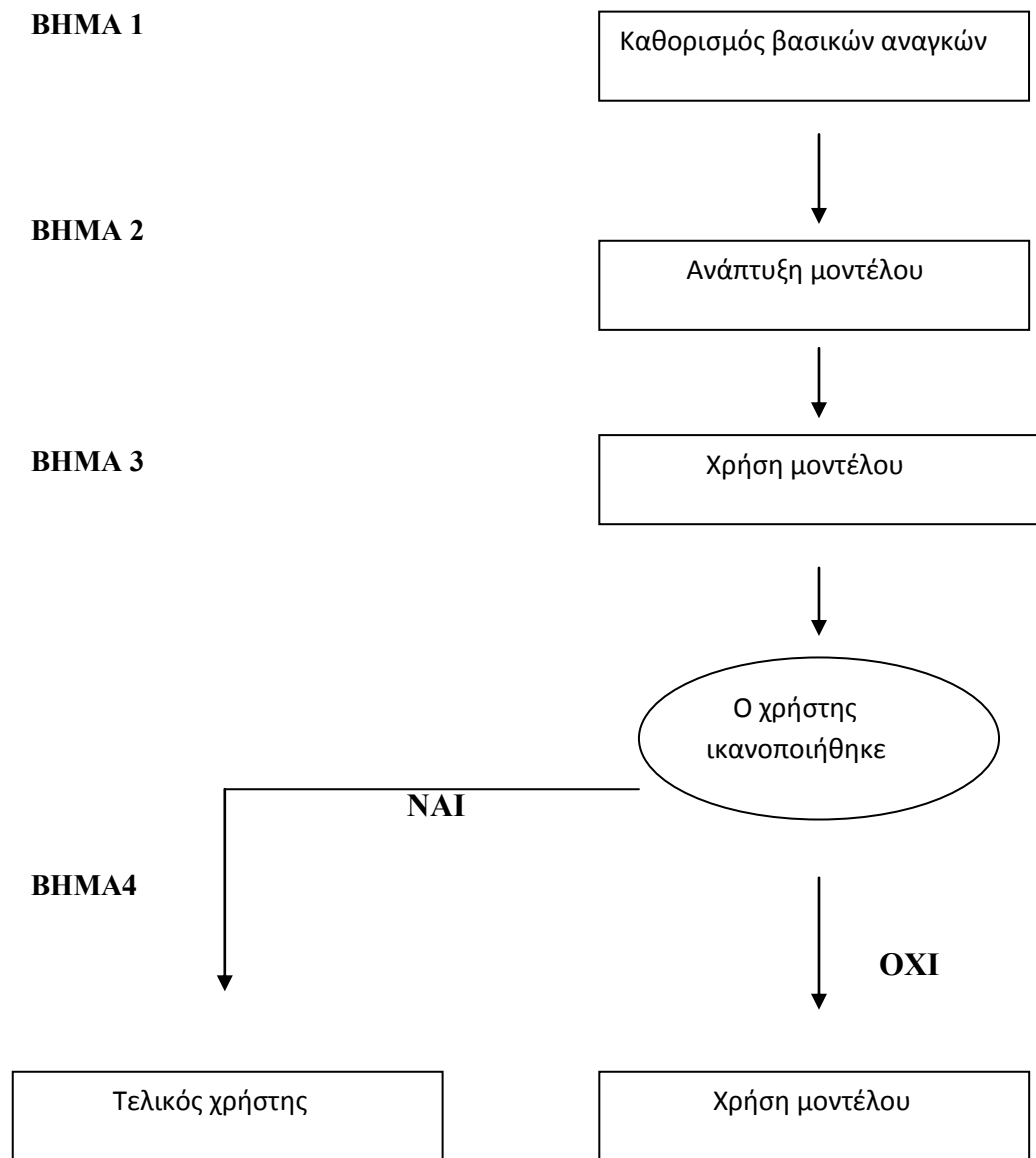 ΒΗΜΑ 1
Καθορισμός βασικών αναγκών
ΒΗΜΑ 2
Ανάπτυξη μοντέλου
ΒΗΜΑ 3
Χρήση μοντέλου
Ο χρήστης
ικανοποιήθηκε
ΝΑΙ
ΒΗΜΑ4
ΟΧΙ
Τελικός χρήστης
Χρήση μοντέλου